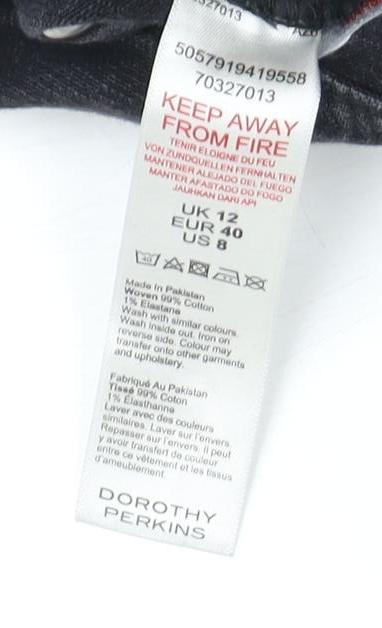 327013
5057919419558
70327013
KEEP AWAY
FROM FIRE
TENIR ELOIGNE DU FEU
VON ZUNDQUELLEN FERNHALTEN
MANTENER ALEJADO DEL FUEGO
MANTER AFASTADO DO FOGO
JAUHKAN DARI API
UK 12
EUR 40
US 8
40
Made In Pakistan
Woven 99% Cotton
1% Elastane
Wash with similar colours.
Wash inside out. Iron on
reverse side. Colour may
transfer onto other garments
and upholstery.
Fabriqué Au Pakistan
Tissé 99% Coton
1% Élasthanne
Laver avec des couleurs
similaires. Laver sur l'envers.
Repasser sur l'envers. Il peut
y avoir transfert de couleur
entre ce vêtement et les tissus
d'ameublement.
DOROTHY
PERKINS